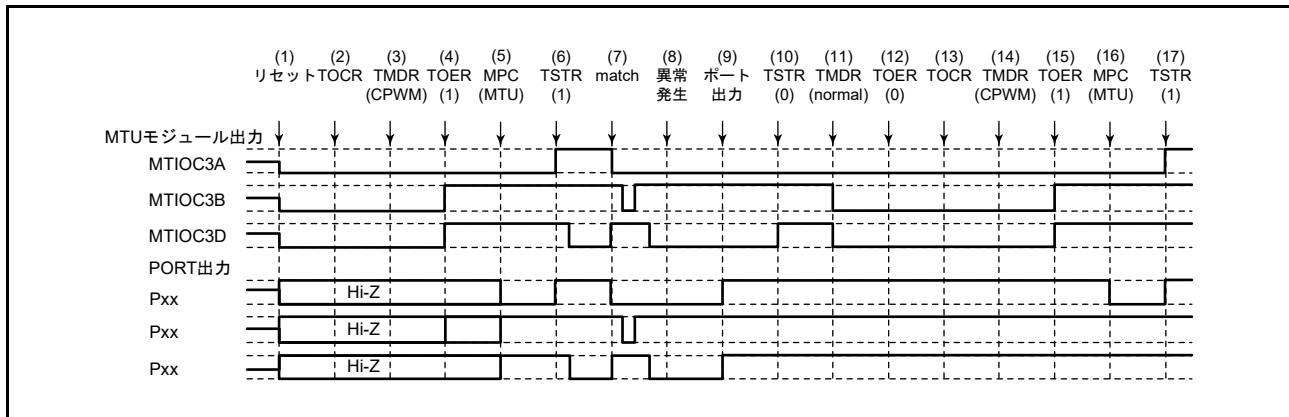 (1) (2) (3) (4) (5) (6) (7) (8) (9) (10) (11) (12) (13) (14) (15) (16) (17)
リセット TOCR TMDR TOER MPC TSTR match 異常 ポート TSTR TMDR TOER TOCR TMDR TOER MPC TSTR
(CPWM) (1) (MTU) (1) 発生 出力 (0) (normal) (0) (CPWM) (1) (MTU) (1)
MTUモジュール出力
MTIOC3A
MTIOC3B
MTIOC3D
PORT出力
Pxx Hi-Z
Pxx Hi-Z
Pxx Hi-Z